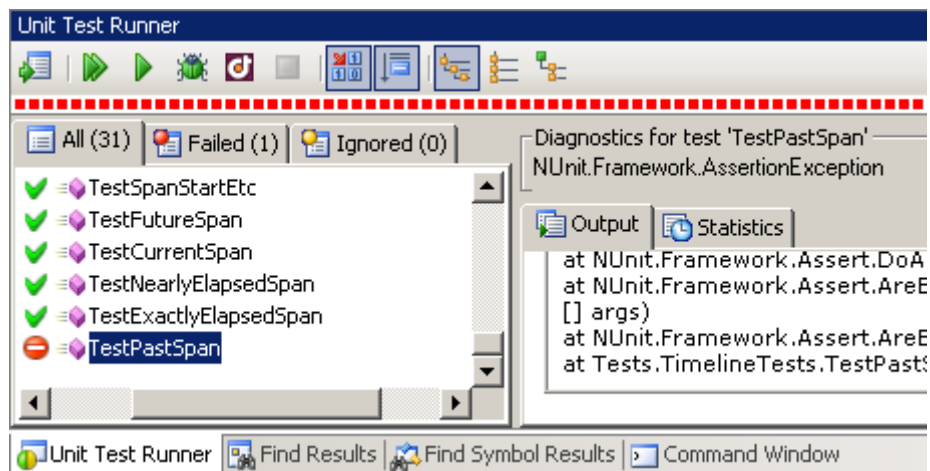 Unit Test Runner
All (31) Failed (1) Ignored (0)
TestSpanStartEtc
TestFutureSpan
TestCurrentSpan
TestNearlyElapsedSpan
TestExactlyElapsedSpan
TestPastSpan
Diagnostics for test 'TestPastSpan'
NUnit.Framework.AssertionException
Output Statistics
at NUnit.Framework.Assert.DoA
at NUnit.Framework.Assert.AreE
[] args)
at NUnit.Framework.Assert.AreE
at Tests.TimelineTests.TestPastS
Unit Test Runner Find Results Find Symbol Results Command Window